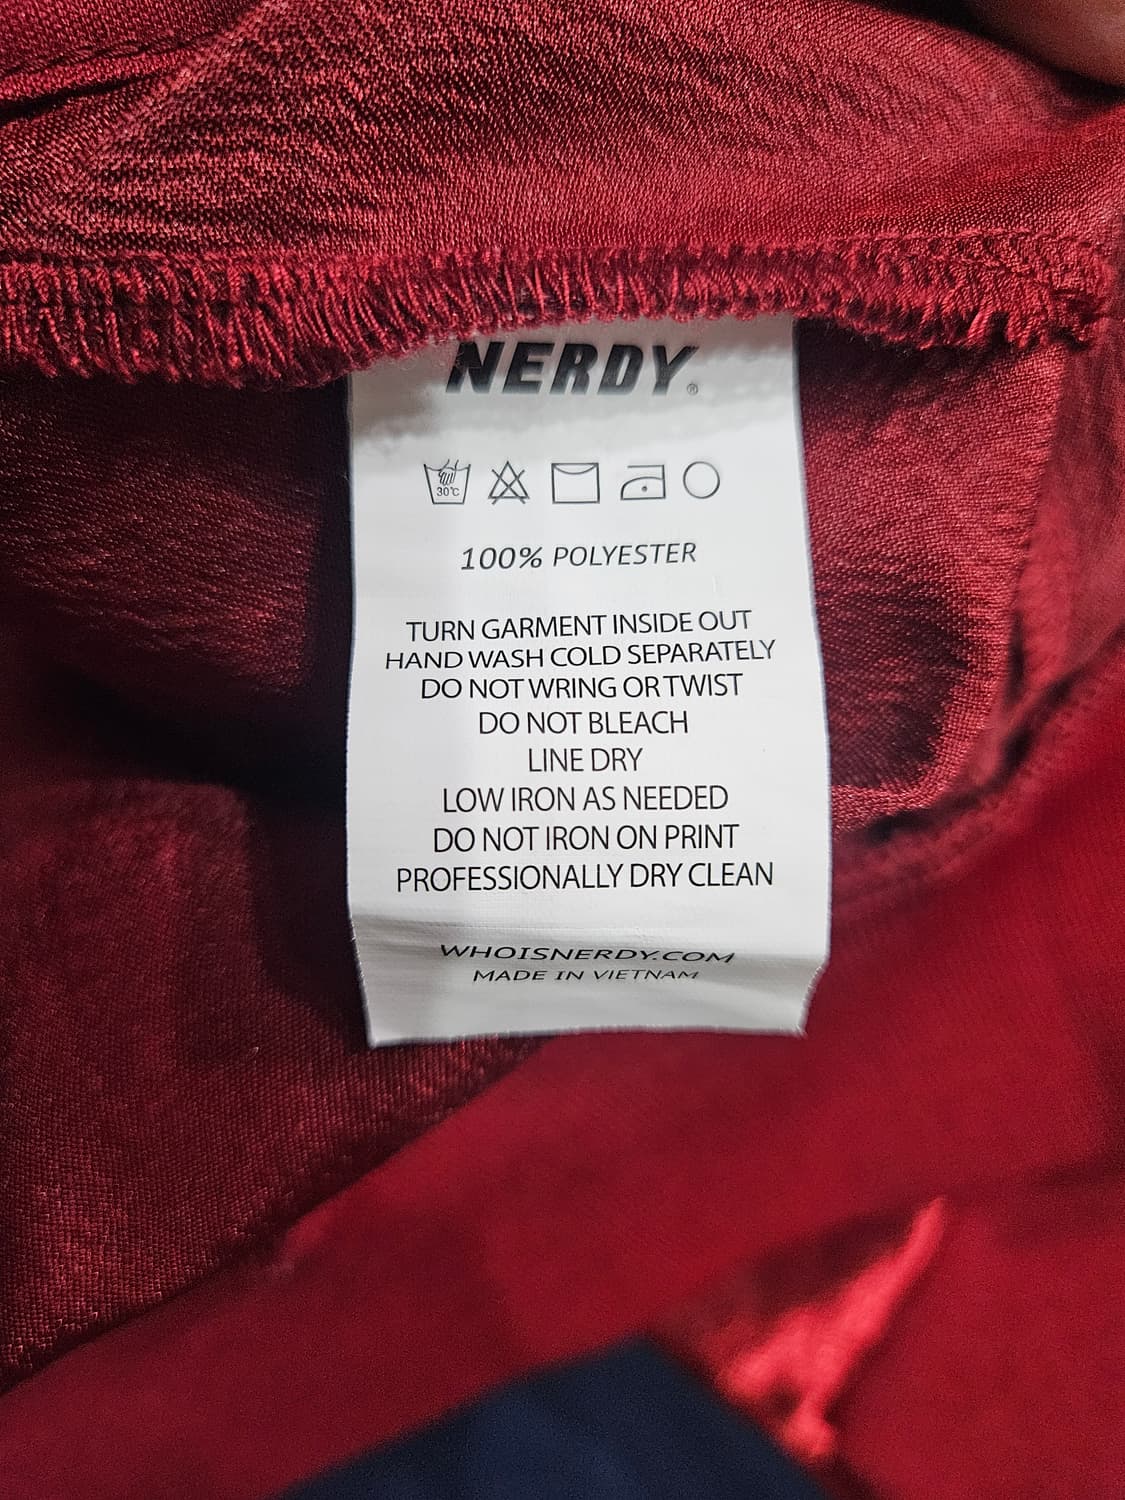 NERDY®
30°C
100% POLYESTER
TURN GARMENT INSIDE OUT
HAND WASH COLD SEPARATELY
DO NOT WRING OR TWIST
DO NOT BLEACH
LINE DRY
LOW IRON AS NEEDED
DO NOT IRON ON PRINT
PROFESSIONALLY DRY CLEAN
WHOISNERDY.COM
MADE IN VIETNAM